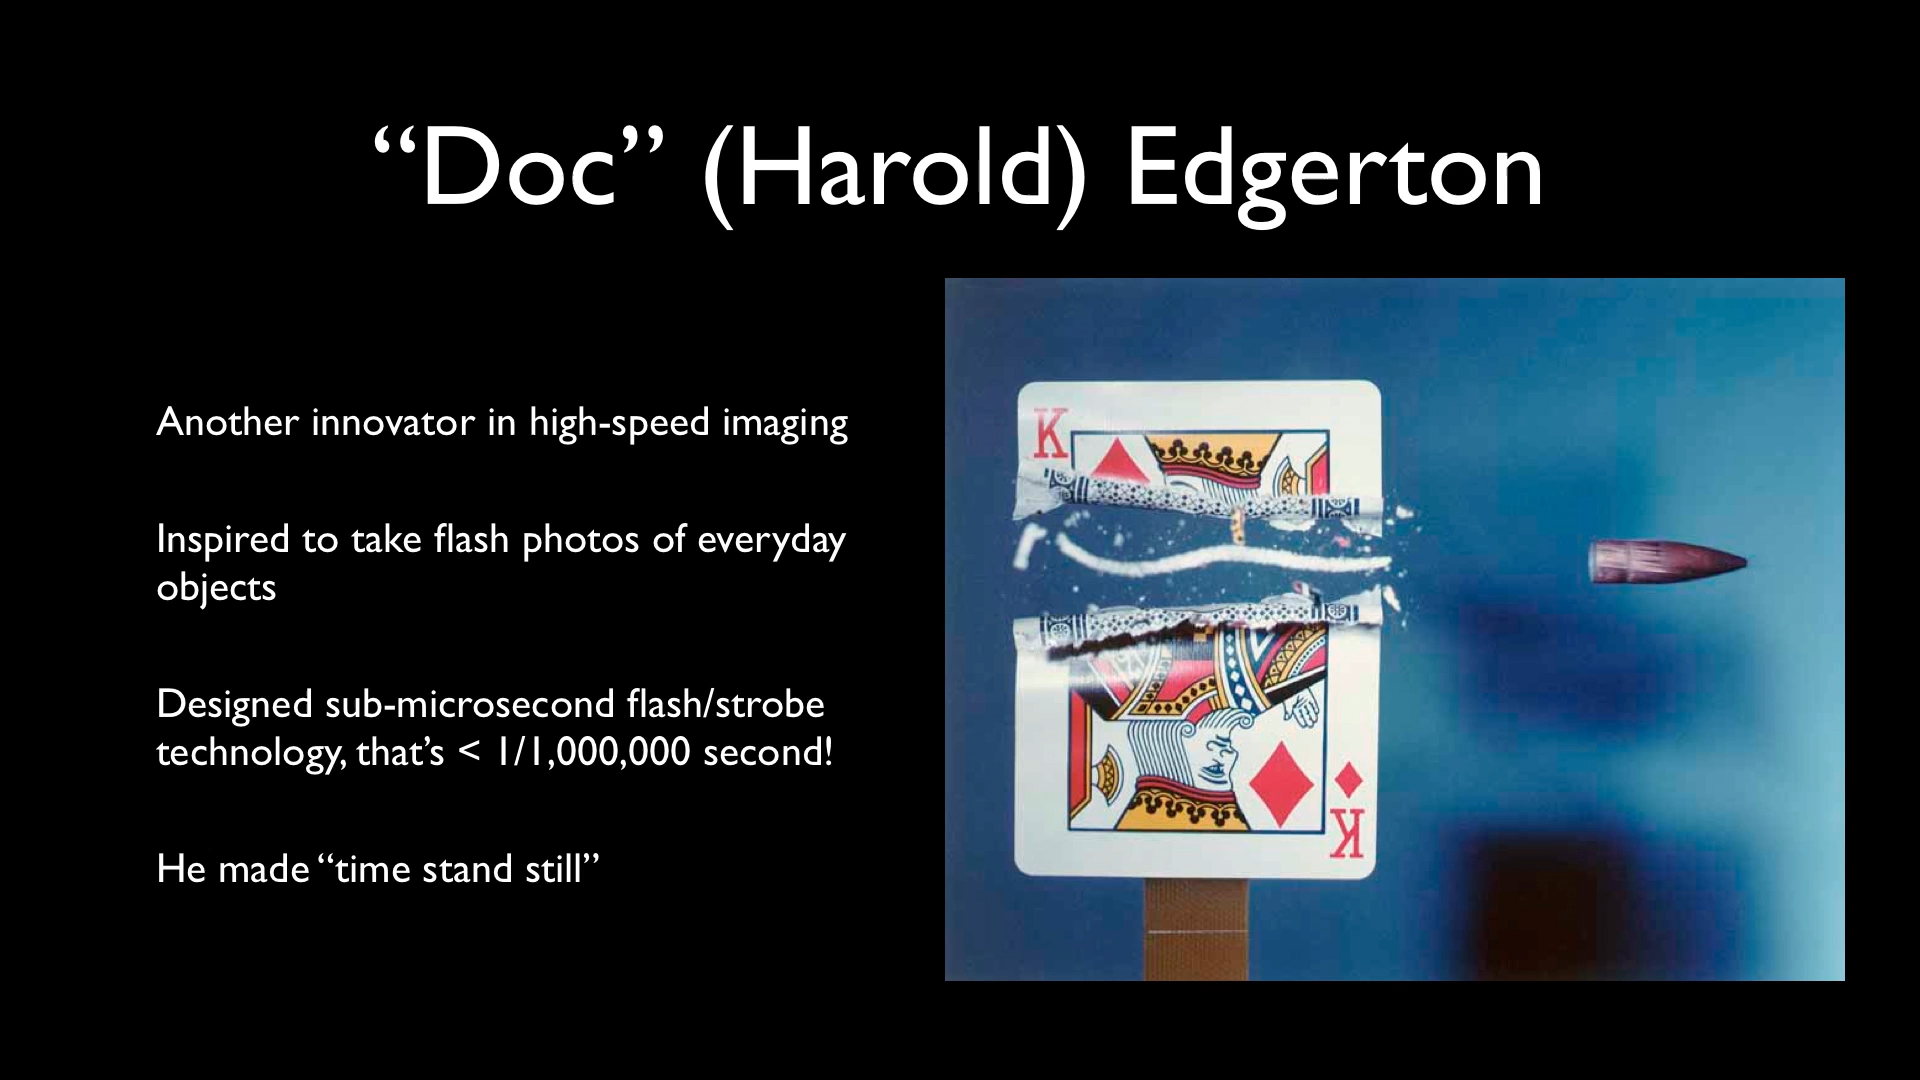 “Doc” (Harold) Edgerton
Another innovator in high-speed imaging
Inspired to take flash photos of everyday
objects
Designed sub-microsecond flash/strobe
technology, that’s < 1/1,000,000 second!
He made “time stand still”
K
K